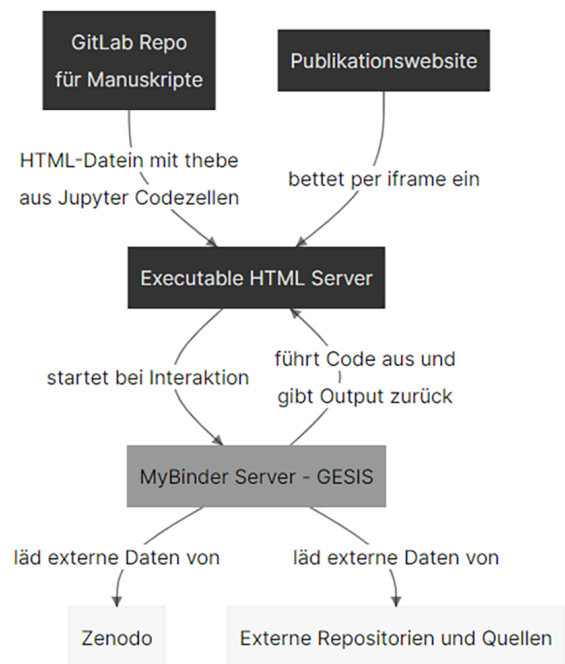 GitLab Repo
für Manuskripte
Publikationswebsite
HTML-Datein mit thebe
aus Jupyter Codezellen
bettet per iframe ein
Executable HTML Server
startet bei Interaktion
führt Code aus und
gibt Output zurück
MyBinder Server - GESIS
läd externe Daten von
läd externe Daten von
Zenodo
Externe Repositorien und Quellen